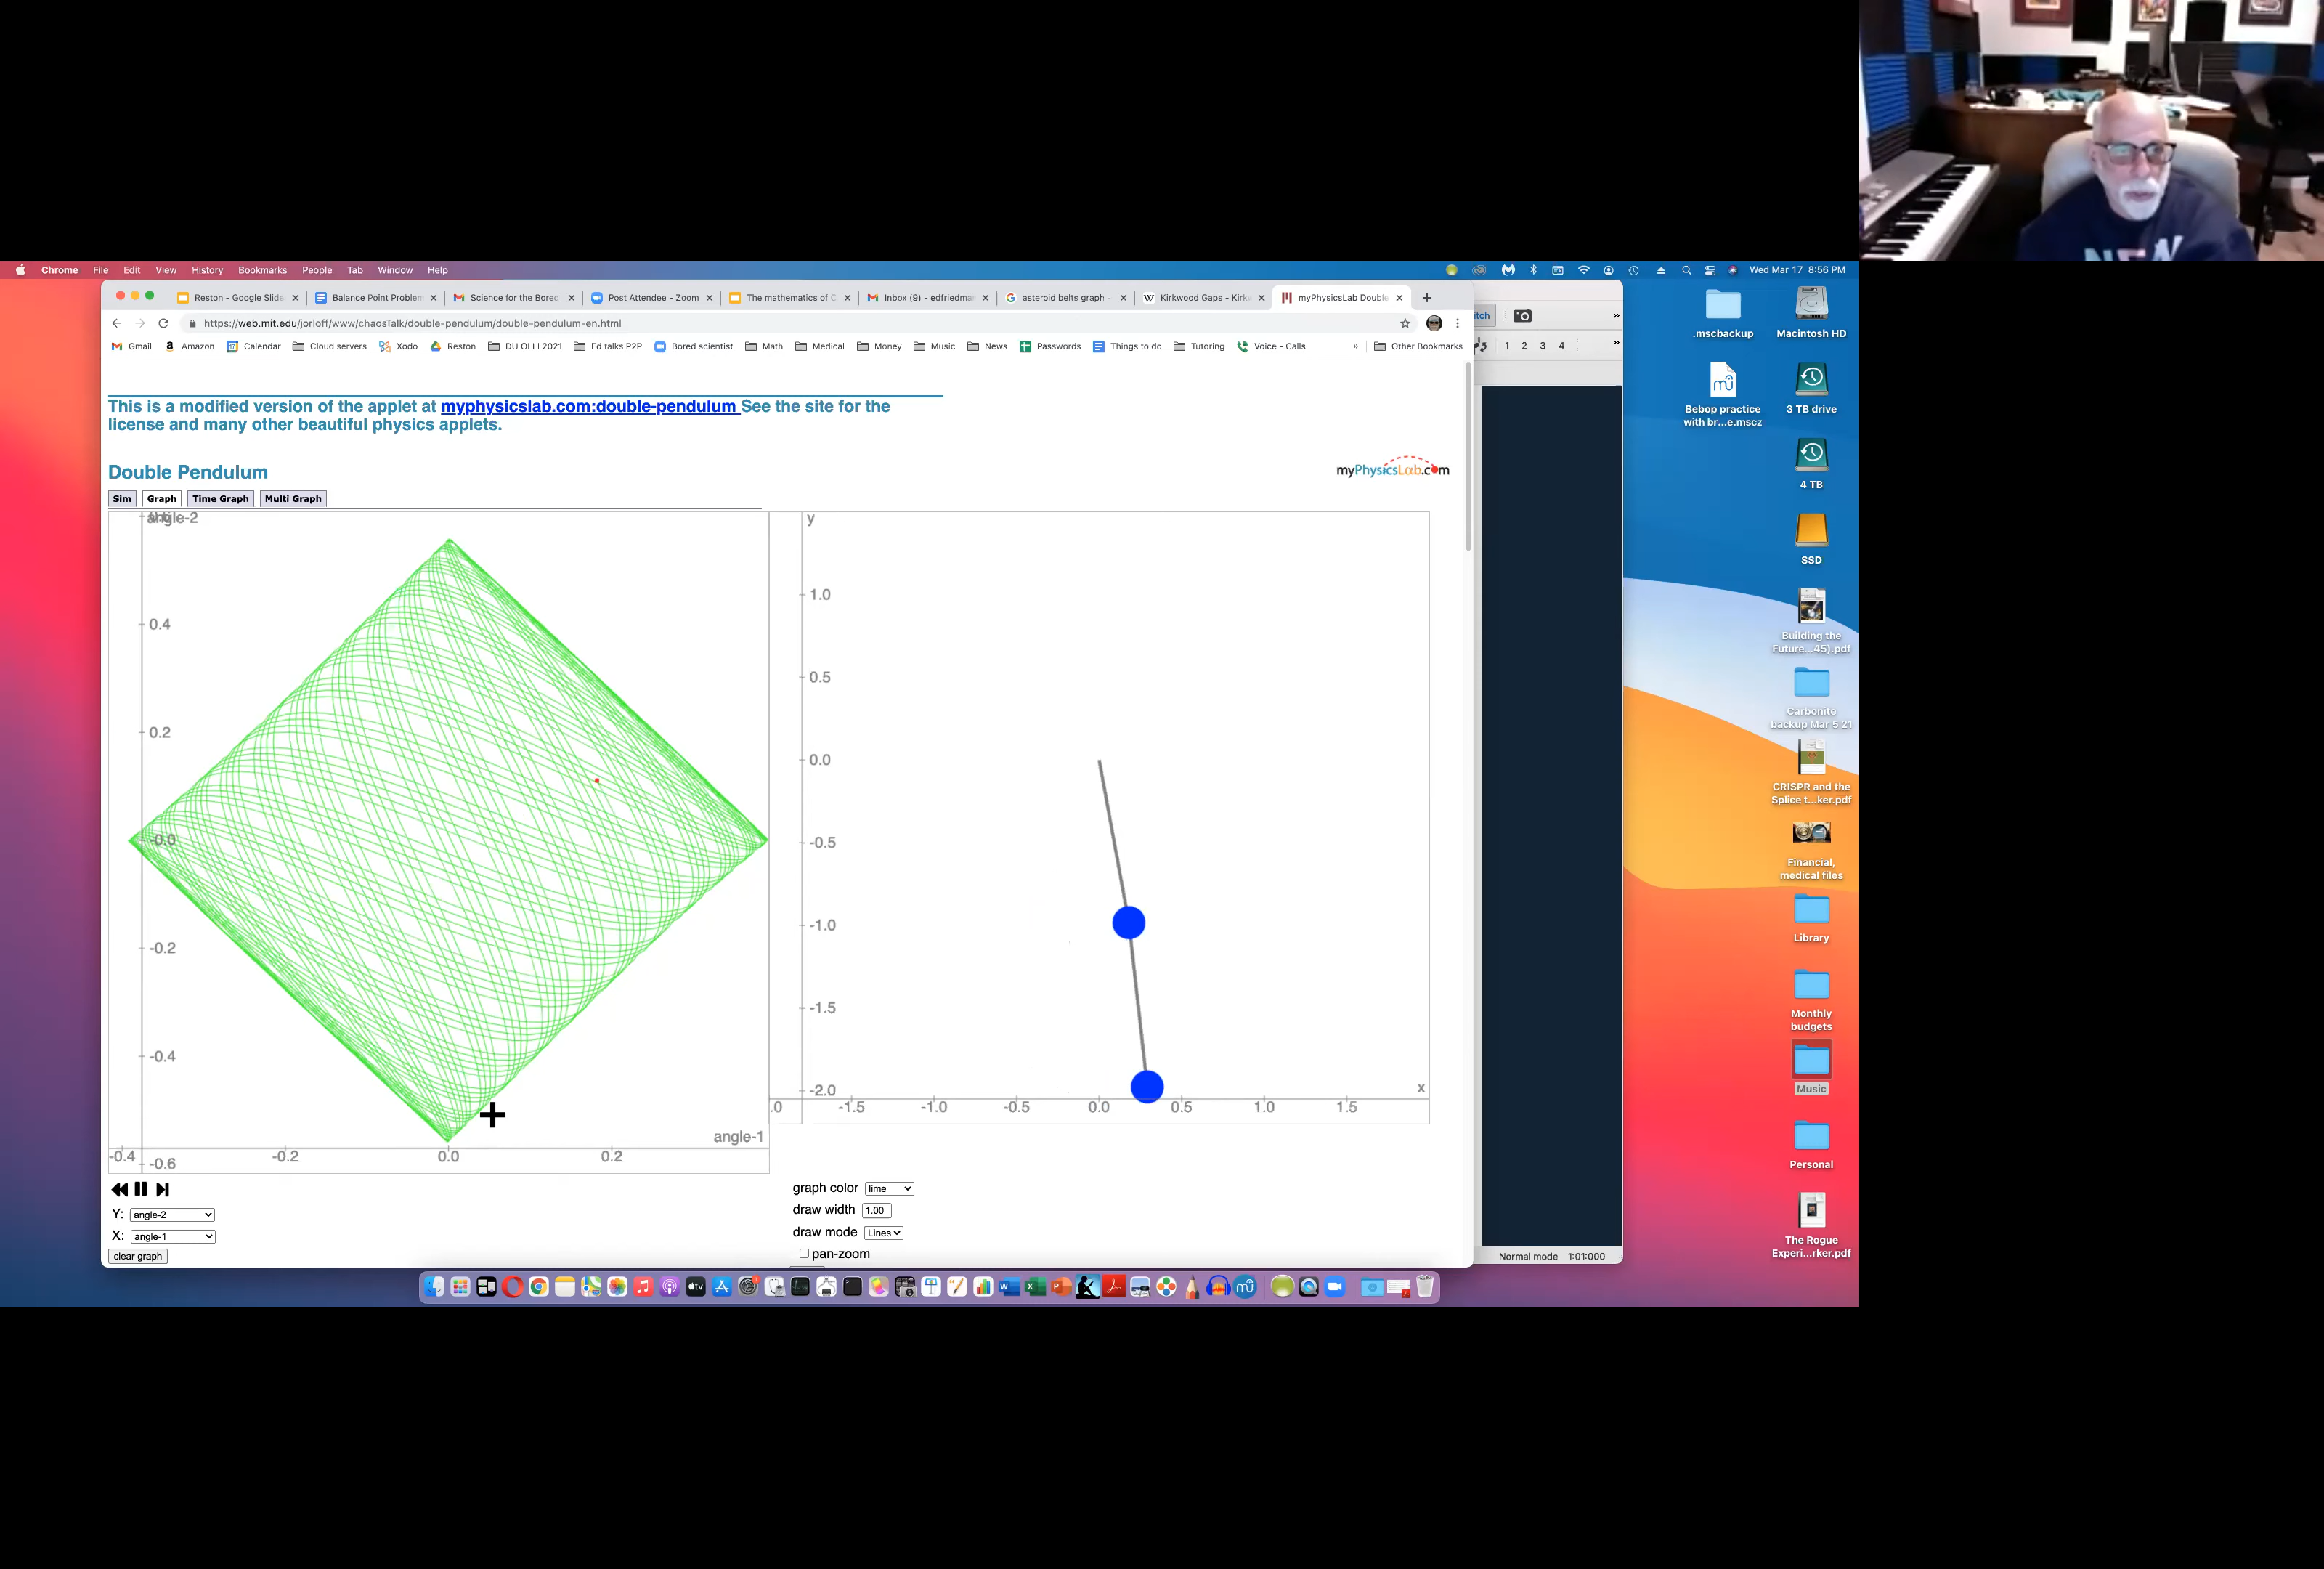 NEW
Chrome File Edit View History Bookmarks People Tab Window Help Wed Mar 17 8:56 PM
Reston - Google Slide Balance Point Problem Science for the Bored Post Attendee - Zoom The mathematics of C Inbox (9) - edfriedma asteroid belts graph - Kirkwood Gaps - Kirk myPhysicsLab Double
https://web.mit.edu/jorloff/www/chaosTalk/double-pendulum/double-pendulum-en.html
Gmail Amazon Calendar Cloud servers Xodo Reston DU OLLI 2021 Ed talks P2P Bored scientist Math Medical Money Music News Passwords Things to do Tutoring Voice - Calls » Other Bookmarks
itch »
1 2 3 4 »
This is a modified version of the applet at myphysicslab.com:double-pendulum See the site for the
license and many other beautiful physics applets.
Double Pendulum
myPhysicsLab.com
Sim Graph Time Graph Multi Graph
angle-2
0.4
0.2
-0.0
-0.2
-0.4
-0.6
angle-1
-0.4 -0.2 0.0 0.2
y
1.0
0.5
0.0
-0.5
-1.0
-1.5
-2.0
x
.0 -1.5 -1.0 -0.5 0.0 0.5 1.0 1.5
Y: angle-2
X: angle-1
clear graph
graph color lime
draw width 1.00
draw mode Lines
pan-zoom
Normal mode 1:01:000
.mscbackup
Macintosh HD
Bebop practice
with br...e.mscz
3 TB drive
4 TB
SSD
Building the
Future...45).pdf
Carbonite
backup Mar 5 21
CRISPR and the
Splice t...ker.pdf
Financial,
medical files
Library
Monthly
budgets
Music
Personal
The Rogue
Experi...rker.pdf